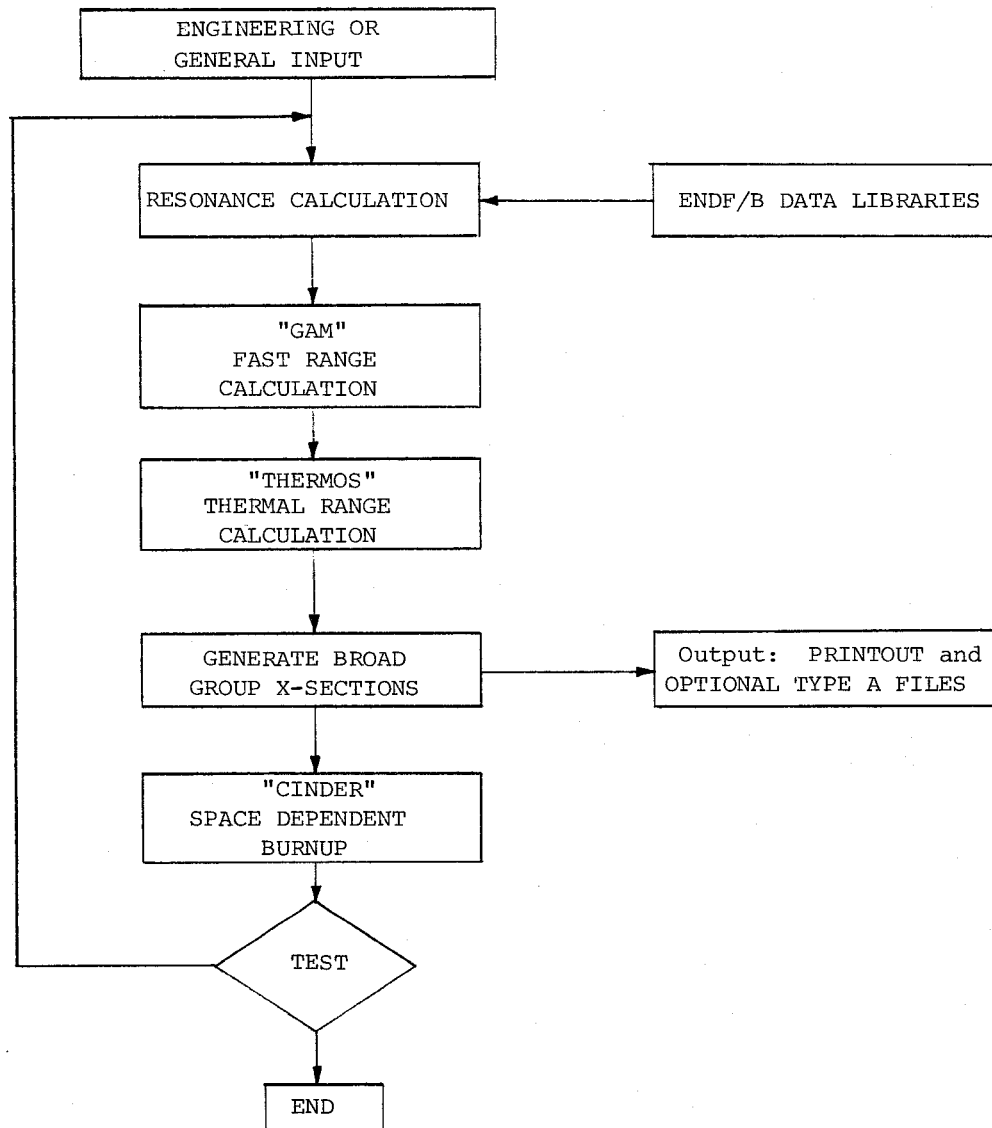 ENGINEERING OR
GENERAL INPUT
RESONANCE CALCULATION
ENDF/B DATA LIBRARIES
"GAM"
FAST RANGE
CALCULATION
"THERMOS"
THERMAL RANGE
CALCULATION
GENERATE BROAD
GROUP X-SECTIONS
Output: PRINTOUT and
OPTIONAL TYPE A FILES
"CINDER"
SPACE DEPENDENT
BURNUP
TEST
END